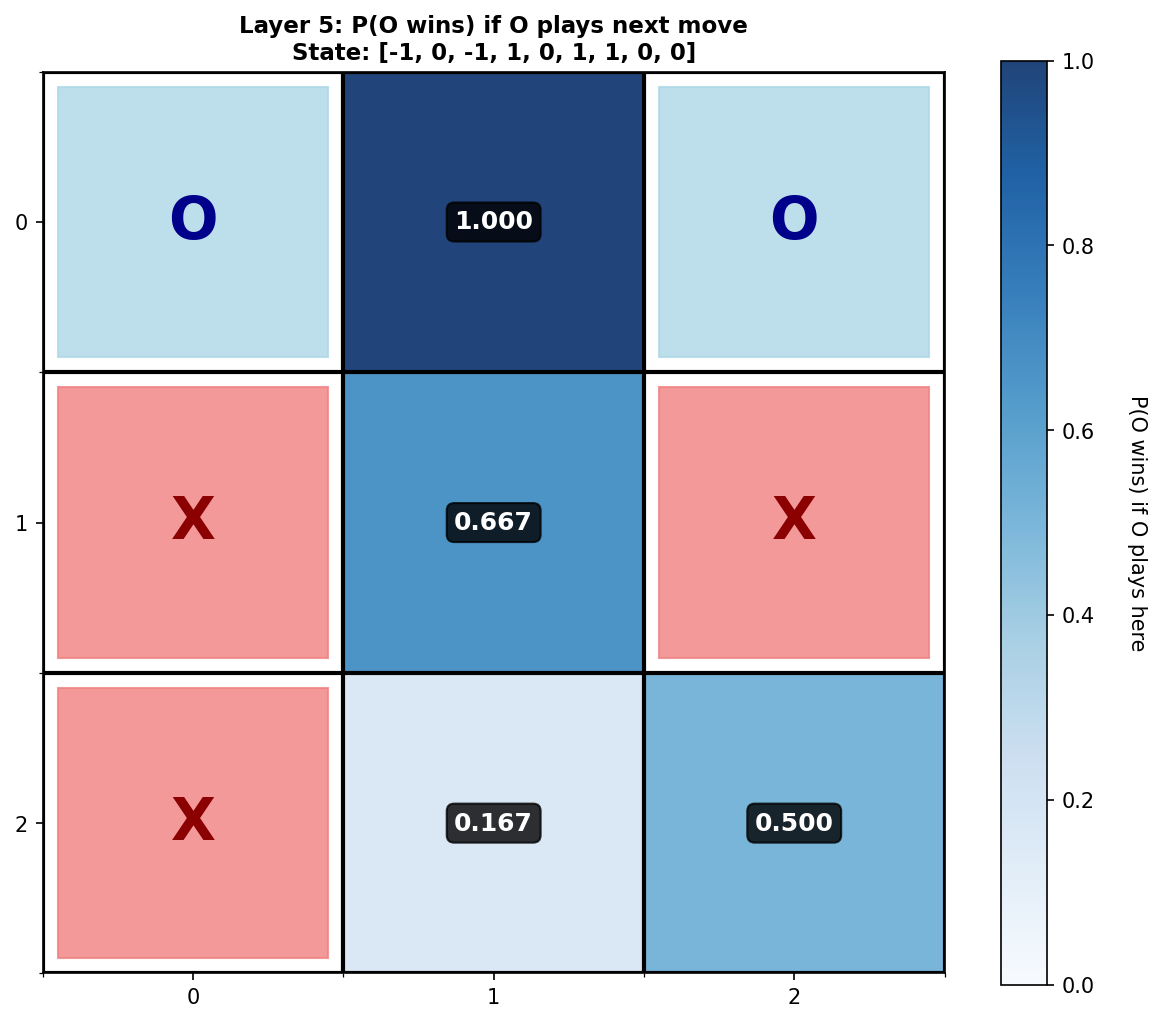 Layer 5: P(O wins) if O plays next move
State: [-1, 0, -1, 1, 0, 1, 1, 0, 0]
O
1.000
O
X
0.667
X
X
0.167
0.500
0
1
2
0
1
2
1.0
0.8
0.6
0.4
0.2
0.0
P(O wins) if O plays here